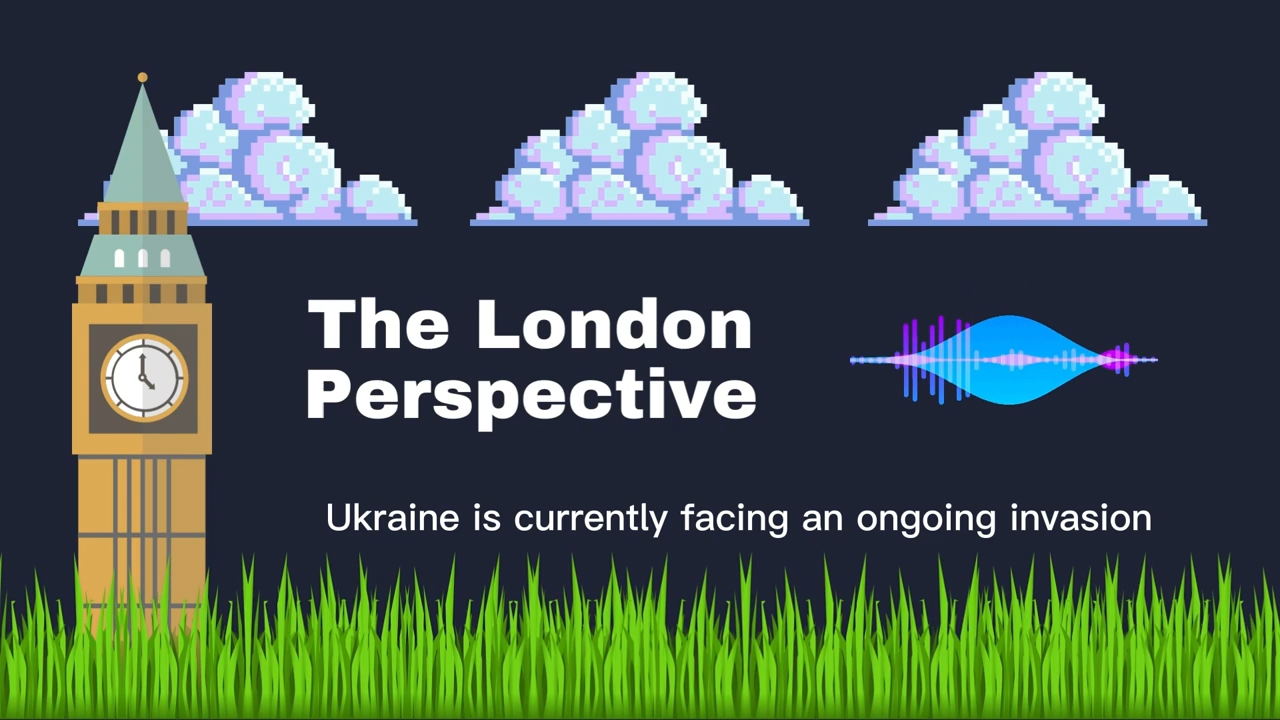 The London
Perspective
Ukraine is currently facing an ongoing invasion